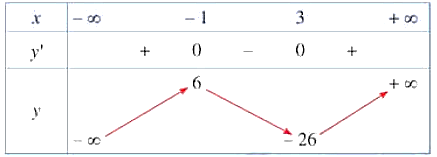 x −∞ −1 3 +∞
y' + 0 − 0 +
6 +∞
y
−∞ −26